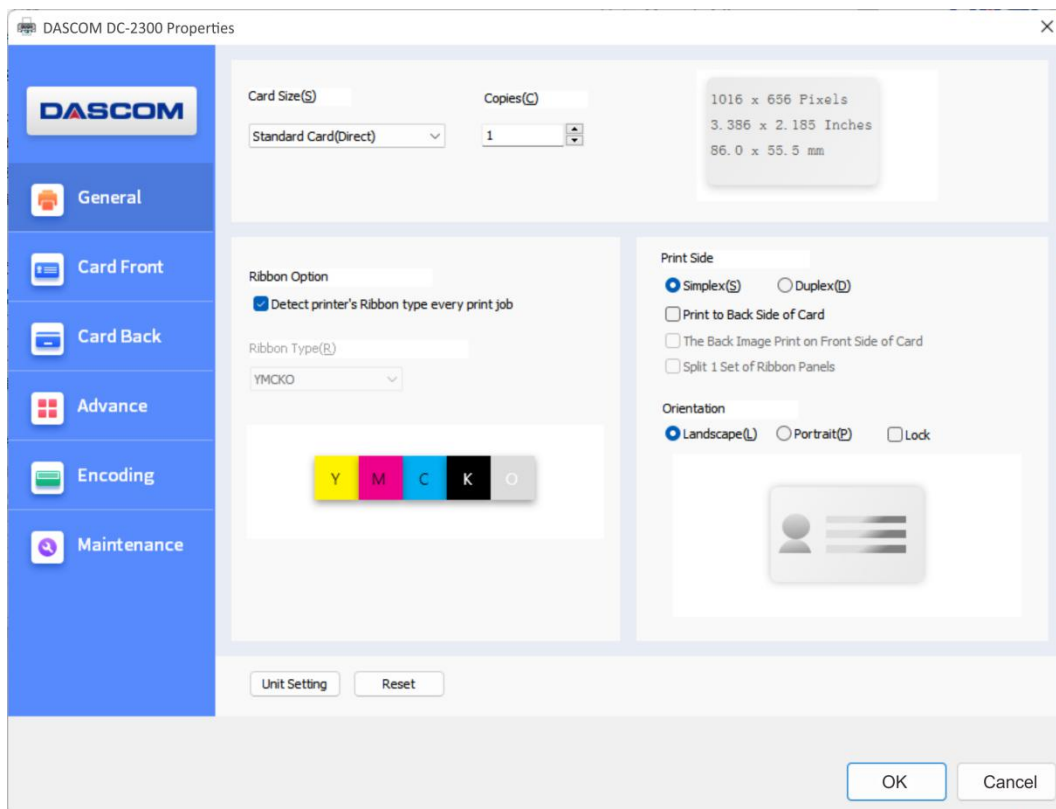 DASCOM DC-2300 Properties
DASCOM
General
Card Front
Card Back
Advance
Encoding
Maintenance
Card Size(S)
Copies(C)
Standard Card(Direct)
1
1016 x 656 Pixels
3.386 x 2.185 Inches
86.0 x 55.5 mm
Ribbon Option
Detect printer's Ribbon type every print job
Ribbon Type(R)
YMCKO
Y M C K O
Print Side
Simplex(S) Duplex(D)
Print to Back Side of Card
The Back Image Print on Front Side of Card
Split 1 Set of Ribbon Panels
Orientation
Landscape(L) Portrait(P) Lock
Unit Setting Reset
OK Cancel